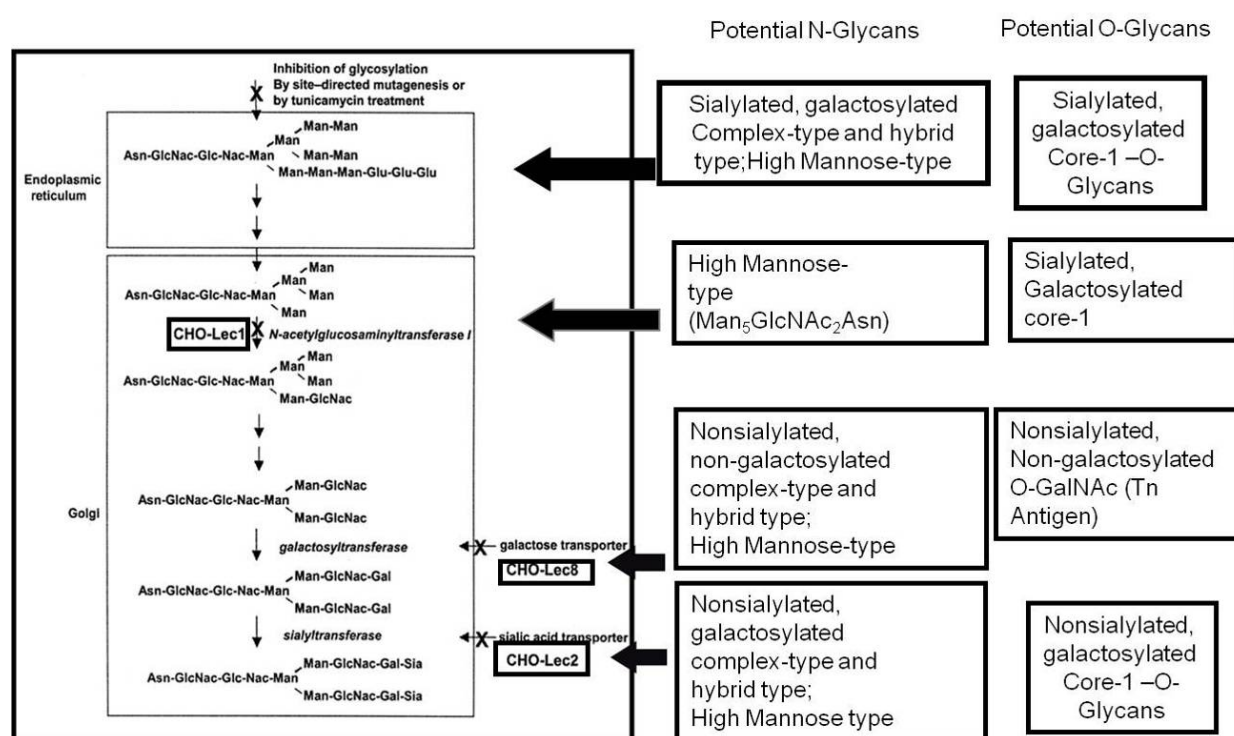 Potential N-Glycans
Potential O-Glycans
Inhibition of glycosylation
By site–directed mutagenesis or
by tunicamycin treatment
Endoplasmic
reticulum
Man-Man
Man
Asn-GlcNac-Glc-Nac-Man
Man-Man
Man-Man-Man-Glu-Glu-Glu
Sialylated, galactosylated
Complex-type and hybrid
type;High Mannose-type
Sialylated,
galactosylated
Core-1 –O-
Glycans
Golgi
Man
Man
Man
Asn-GlcNac-Glc-Nac-Man
Man
CHO-Lec1
N-acetylglucosaminyltransferase I
High Mannose-
type
(Man5GlcNAc2Asn)
Sialylated,
Galactosylated
core-1
Man
Man
Asn-GlcNac-Glc-Nac-Man
Man
Man-GlcNac
Man-GlcNac
Asn-GlcNac-Glc-Nac-Man
Man-GlcNac
galactosyltransferase
galactose transporter
CHO-Lec8
Nonsialylated,
non-galactosylated
complex-type and
hybrid type;
High Mannose-type
Nonsialylated,
Non-galactosylated
O-GalNAc (Tn
Antigen)
Man-GlcNac-Gal
Asn-GlcNac-Glc-Nac-Man
Man-GlcNac-Gal
sialyltransferase
sialic acid transporter
CHO-Lec2
Man-GlcNac-Gal-Sia
Asn-GlcNac-Glc-Nac-Man
Man-GlcNac-Gal-Sia
Nonsialylated,
galactosylated
complex-type and
hybrid type;
High Mannose type
Nonsialylated,
galactosylated
Core-1 –O-
Glycans